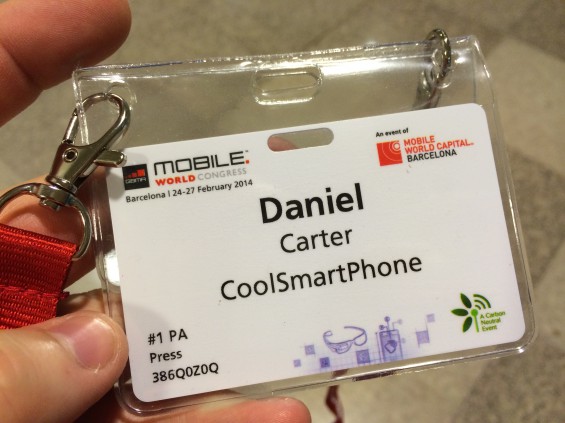 GSMA
MOBILE
WORLD CONGRESS
Barcelona | 24-27 February 2014
An event of
MOBILE
WORLD CAPITAL.
BARCELONA
Daniel
Carter
CoolSmartPhone
#1 PA
Press
386Q0Z0Q
A Carbon
Neutral
Event